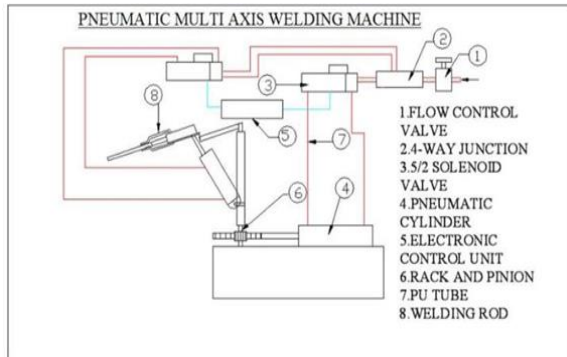 PNEUMATIC MULTI AXIS WELDING MACHINE
1
2
3
8
5
7
6
4
1.FLOW CONTROL
VALVE
2.4-WAY JUNCTION
3.5/2 SOLENOID
VALVE
4.PNEUMATIC
CYLINDER
5.ELECTRONIC
CONTROL UNIT
6.RACK AND PINION
7.PU TUBE
8.WELDING ROD